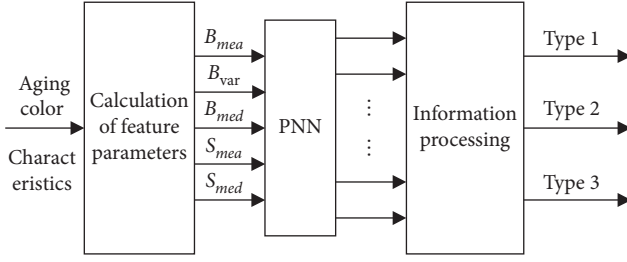 Aging
color
Charact
eristics
Calculation
of feature
parameters
B_mea
B_var
B_med
S_mea
S_med
PNN
Information
processing
Type 1
Type 2
Type 3